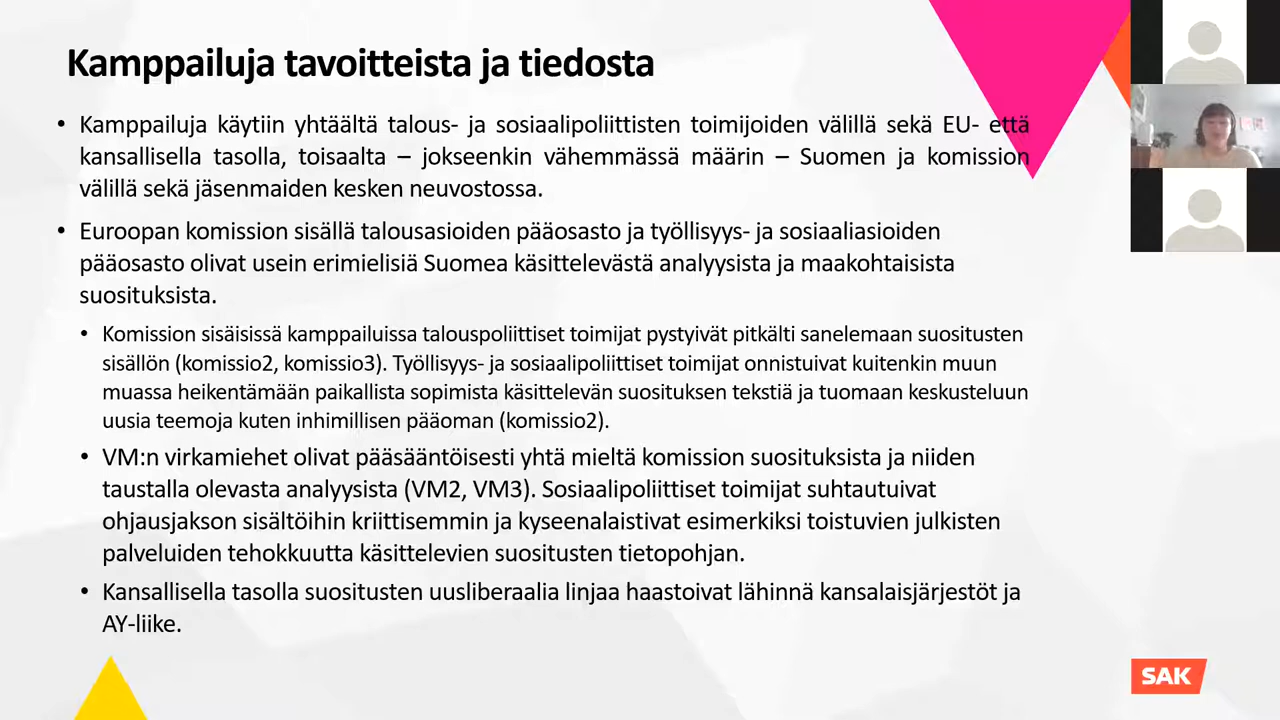 Kamppailuja tavoitteista ja tiedosta
• Kamppailuja käytiin yhtäältä talous- ja sosiaalipoliittisten toimijoiden välillä sekä EU- että
kansallisella tasolla, toisaalta – jokseenkin vähemmässä määrin – Suomen ja komission
välillä sekä jäsenmaiden kesken neuvostossa.
• Euroopan komission sisällä talousasioiden pääosasto ja työllisyys- ja sosiaaliasioiden
pääosasto olivat usein erimielisiä Suomea käsittelevästä analyysista ja maakohtaisista
suosituksista.
• Komission sisäisissä kamppailuissa talouspoliittiset toimijat pystyivät pitkälti sanelemaan suositusten
sisällön (komissio2, komissio3). Työllisyys- ja sosiaalipoliittiset toimijat onnistuivat kuitenkin muun
muassa heikentämään paikallista sopimista käsittelevän suosituksen tekstiä ja tuomaan keskusteluun
uusia teemoja kuten inhimillisen pääoman (komissio2).
• VM:n virkamiehet olivat pääsääntöisesti yhtä mieltä komission suosituksista ja niiden
taustalla olevasta analyysista (VM2, VM3). Sosiaalipoliittiset toimijat suhtautuivat
ohjausjakson sisältöihin kriittisemmin ja kyseenalaistivat esimerkiksi toistuvien julkisten
palveluiden tehokkuutta käsittelevien suositusten tietopohjan.
• Kansallisella tasolla suositusten uusliberaalia linjaa haastoivat lähinnä kansalaisjärjestöt ja
AY-liike.
SAK